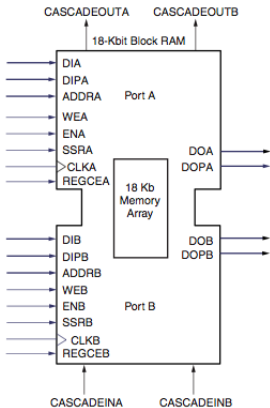 CASCADEOUTA CASCADEOUTB
18-Kbit Block RAM
DIA
DIPA
ADDRA
Port A
WEA
ENA
SSRA
CLKA
REGCEA
DOA
DOPA
18 Kb
Memory
Array
DIB
DIPB
ADDRB
WEB
ENB
Port B
SSRB
CLKB
REGCEB
DOB
DOPB
CASCADEINA CASCADEINB